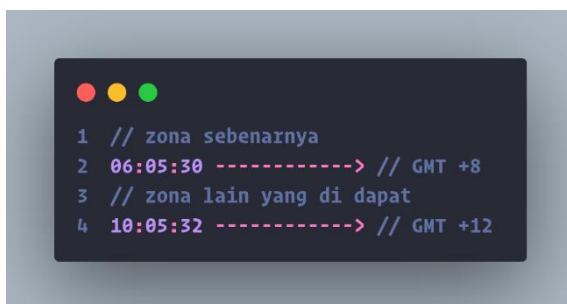 1 // zona sebenarnya
2 06:05:30 ------------> // GMT +8
3 // zona lain yang di dapat
4 10:05:32 ------------> // GMT +12